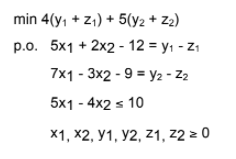 min 4(y₁ + z₁) + 5(y₂ + z₂)
p.o. 5x1 + 2x2 - 12 = y₁ - z₁
7x1 - 3x2 - 9 = y₂ - z₂
5x1 - 4x2 ≤ 10
x1, x2, y1, y2, z1, z2 ≥ 0